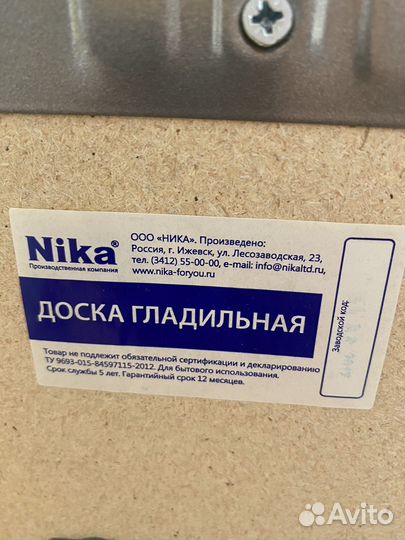 Nika®
Производственная компания
ООО «НИКА». Произведено:
Россия, г. Ижевск, ул. Лесозаводская, 23,
тел. (3412) 55-00-00, e-mail: info@nikaltd.ru,
www.nika-foryou.ru
ДОСКА ГЛАДИЛЬНАЯ
Товар не подлежит обязательной сертификации и декларированию
ТУ 9693-015-84597115-2012. Для бытового использования.
Срок службы 5 лет. Гарантийный срок 12 месяцев.
Заводской код:
Avito